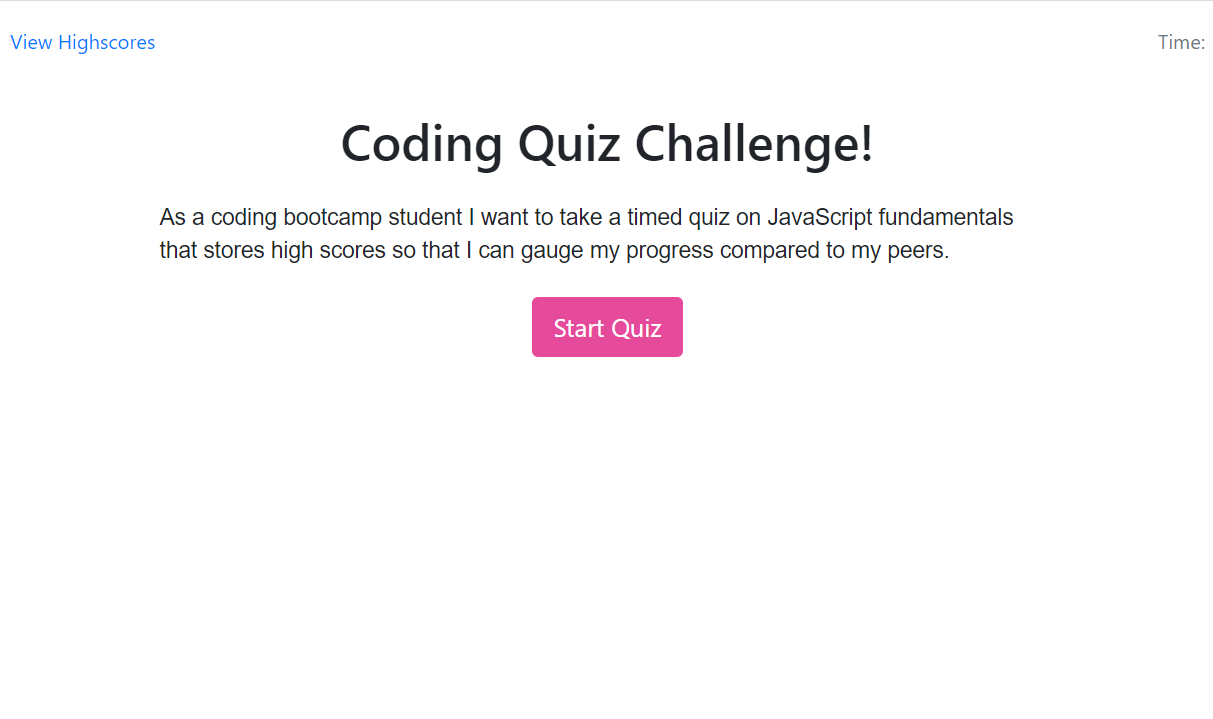 View Highscores
Time:
Coding Quiz Challenge!
As a coding bootcamp student I want to take a timed quiz on JavaScript fundamentals
that stores high scores so that I can gauge my progress compared to my peers.
Start Quiz